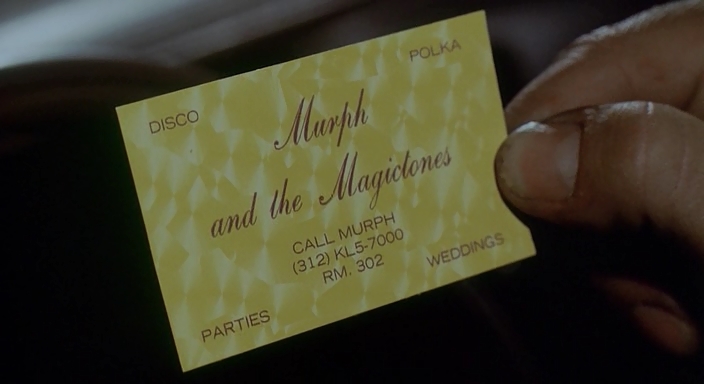 POLKA
DISCO
Murph
and the Magictones
CALL MURPH
(312) KL5-7000
RM. 302
WEDDINGS
PARTIES